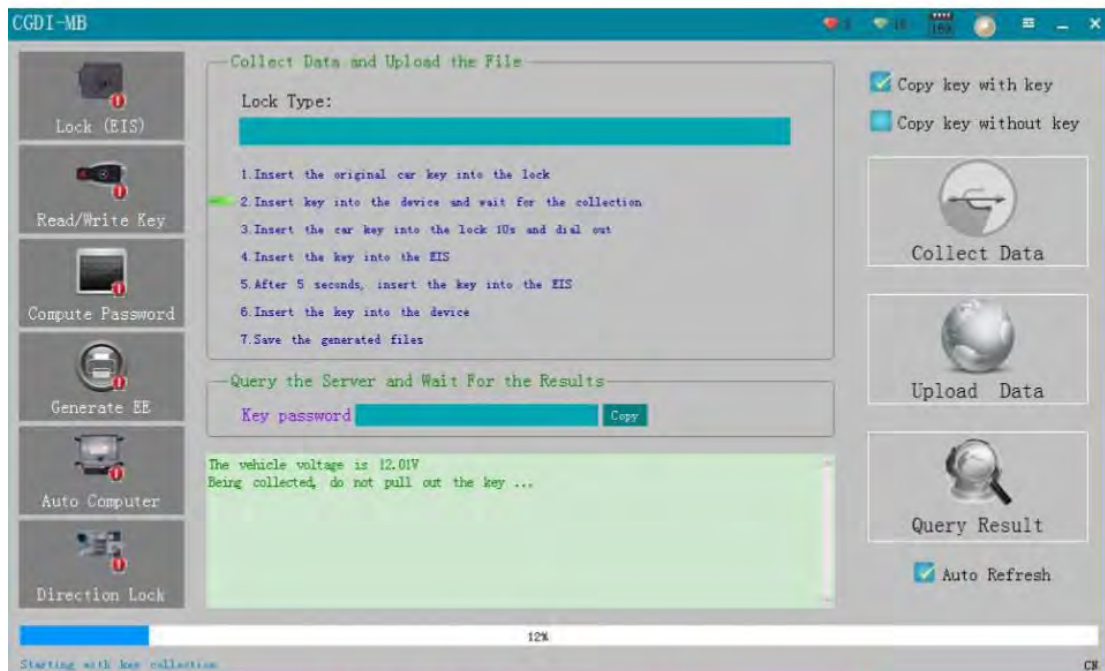 CGDI-MB
Lock (EIS)
Read/Write Key
Compute Password
Generate EE
Auto Computer
Direction Lock
Collect Data and Upload the File
Lock Type:
1.Insert the original car key into the lock
2.Insert key into the device and wait for the collection
3.Insert the car key into the lock 10s and dial out
4.Insert the key into the EIS
5.After 5 seconds, insert the key into the EIS
6.Insert the key into the device
7.Save the generated files
Query the Server and Wait For the Results
Key password
Copy
The vehicle voltage is 12.01V
Being collected, do not pull out the key ...
Copy key with key
Copy key without key
Collect Data
Upload Data
Query Result
Auto Refresh
12%
Starting with key collection